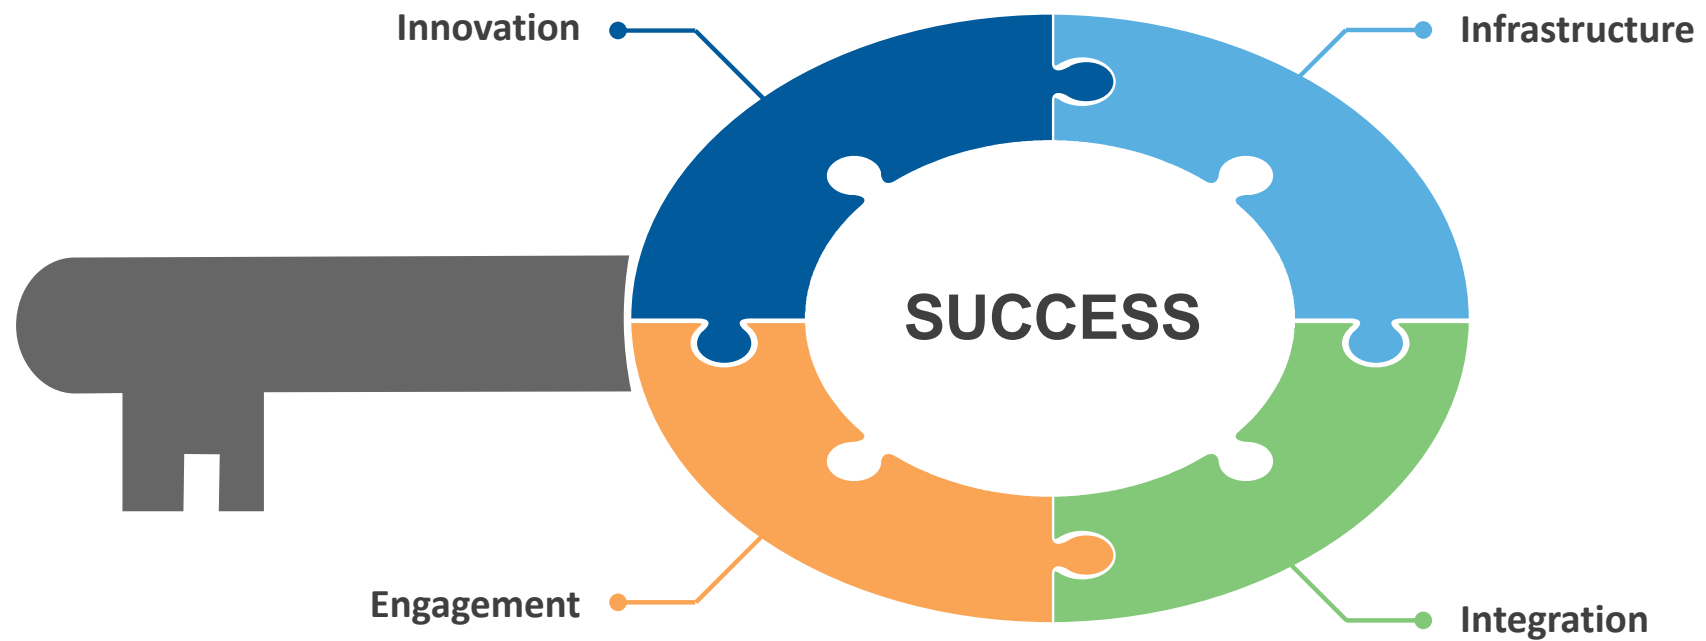 Innovation
Infrastructure
SUCCESS
Engagement
Integration